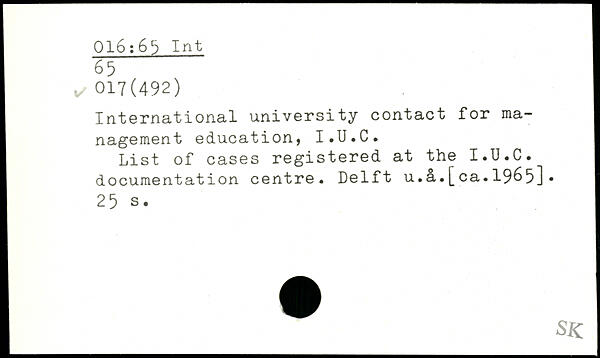 016:65 Int
65
017(492)
International university contact for ma-
nagement education, I.U.C.
List of cases registered at the I.U.C.
documentation centre. Delft u.å.[ca.1965].
25 s.
SK